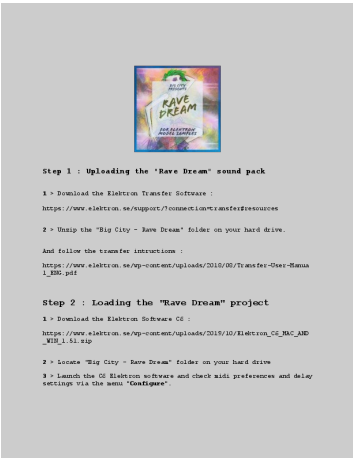 BIG CITY
PRESENTS
RAVE
DREAM
FOR ELEKTRON
MODEL SAMPLES
Step 1 : Uploading the "Rave Dream" sound pack
1 > Download the Elektron Transfer Software :
https://www.elektron.se/support/?connection=transfer#resources
2 > Unzip the "Big City - Rave Dream" folder on your hard drive.
And follow the transfer intructions :
https://www.elektron.se/wp-content/uploads/2018/08/Transfer-User-Manua
l_ENG.pdf
Step 2 : Loading the "Rave Dream" project
1 > Download the Elektron Software C6 :
https://www.elektron.se/wp-content/uploads/2019/10/Elektron_C6_MAC_AND
_WIN_1.51.zip
2 > Locate "Big City - Rave Dream" folder on your hard drive
3 > Launch the C6 Elektron software and check midi preferences and delay
settings via the menu "Configure".